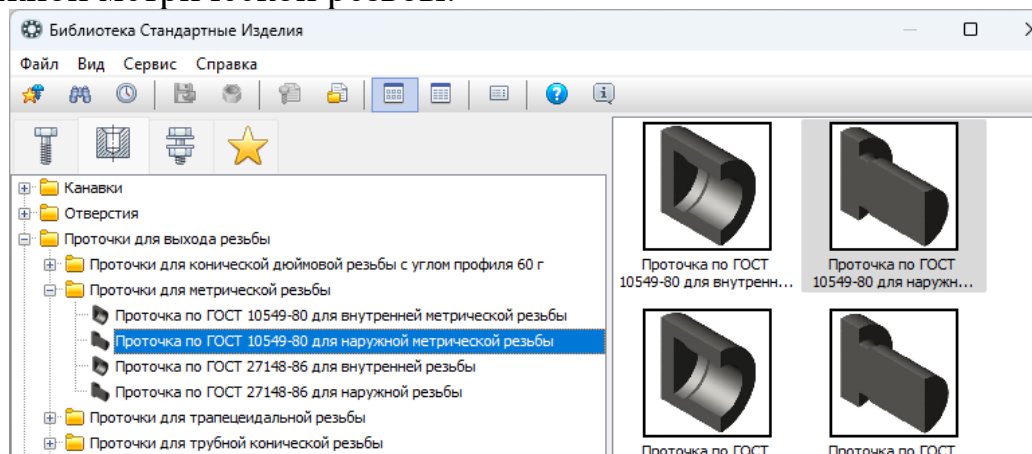 метрической резьбы.
Библиотека Стандартные Изделия
Файл Вид Сервис Справка
Канавки
Отверстия
Проточки для выхода резьбы
Проточки для конической дюймовой резьбы с углом профиля 60 г
Проточки для метрической резьбы
Проточка по ГОСТ 10549-80 для внутренней метрической резьбы
Проточка по ГОСТ 10549-80 для наружной метрической резьбы
Проточка по ГОСТ 27148-86 для внутренней резьбы
Проточка по ГОСТ 27148-86 для наружной резьбы
Проточки для трапецеидальной резьбы
Проточки для трубной конической резьбы
Проточка по ГОСТ
10549-80 для внутренн...
Проточка по ГОСТ
10549-80 для наружн...
Проточка по ГОСТ
Проточка по ГОСТ